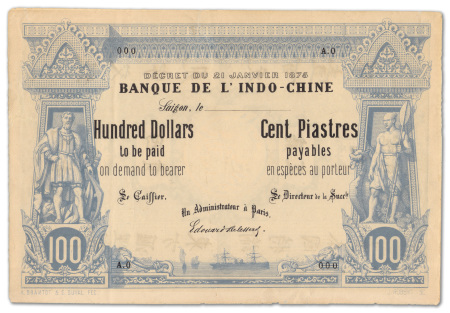 000 A.0
DÉCRET DU 21 JANVIER 1875
BANQUE DE L'INDO-CHINE
Saïgon, le
Hundred Dollars Cent Piastres
to be paid payables
on demand to bearer en espèces au porteur
Le Caissier. Le Directeur de la Succle
Un Administrateur à Paris.
100 100
A.0 000